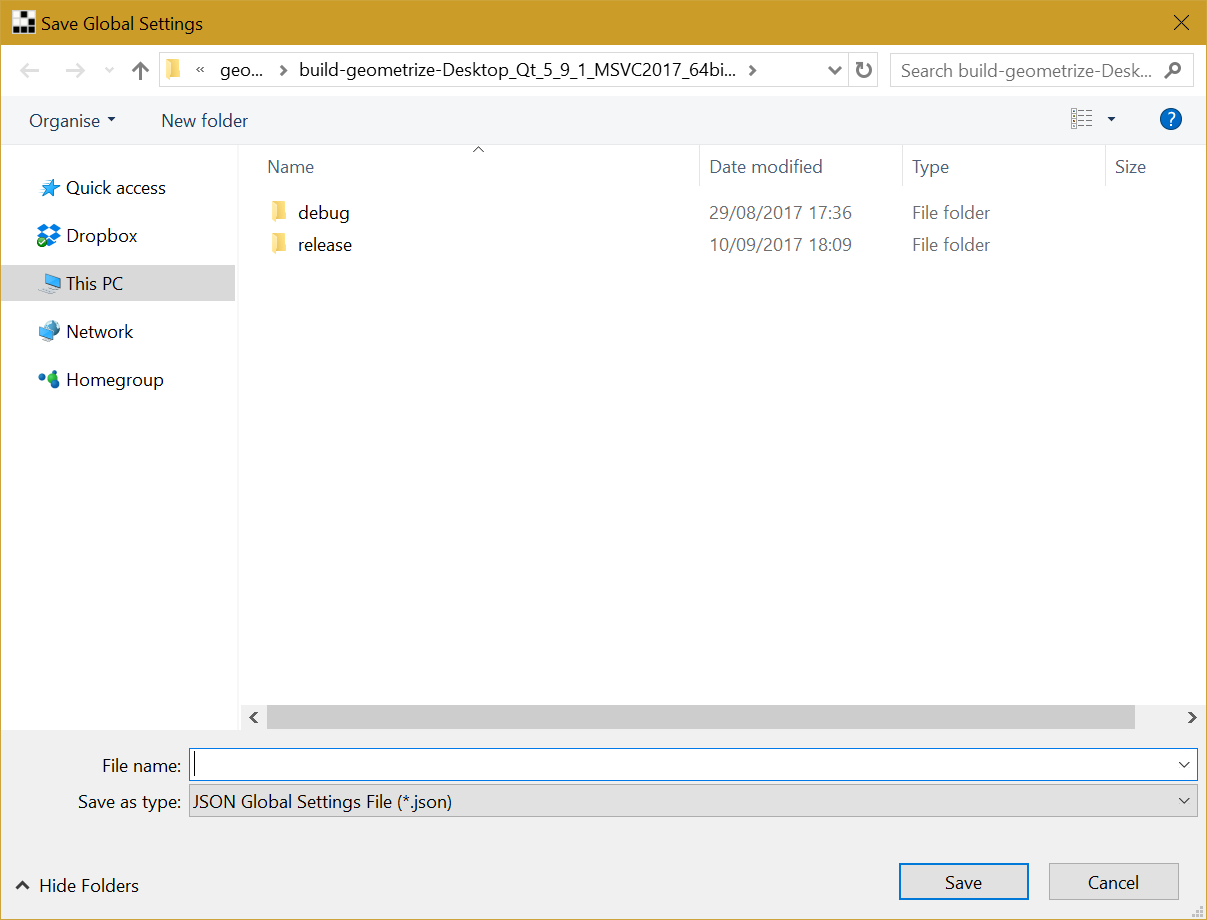 Save Global Settings
« geo... > build-geometrize-Desktop_Qt_5_9_1_MSVC2017_64bi... > Search build-geometrize-Desk...
Organise New folder ?
Name Date modified Type Size
Quick access
debug 29/08/2017 17:36 File folder
Dropbox
release 10/09/2017 18:09 File folder
This PC
Network
Homegroup
File name:
Save as type: JSON Global Settings File (*.json)
Hide Folders Save Cancel